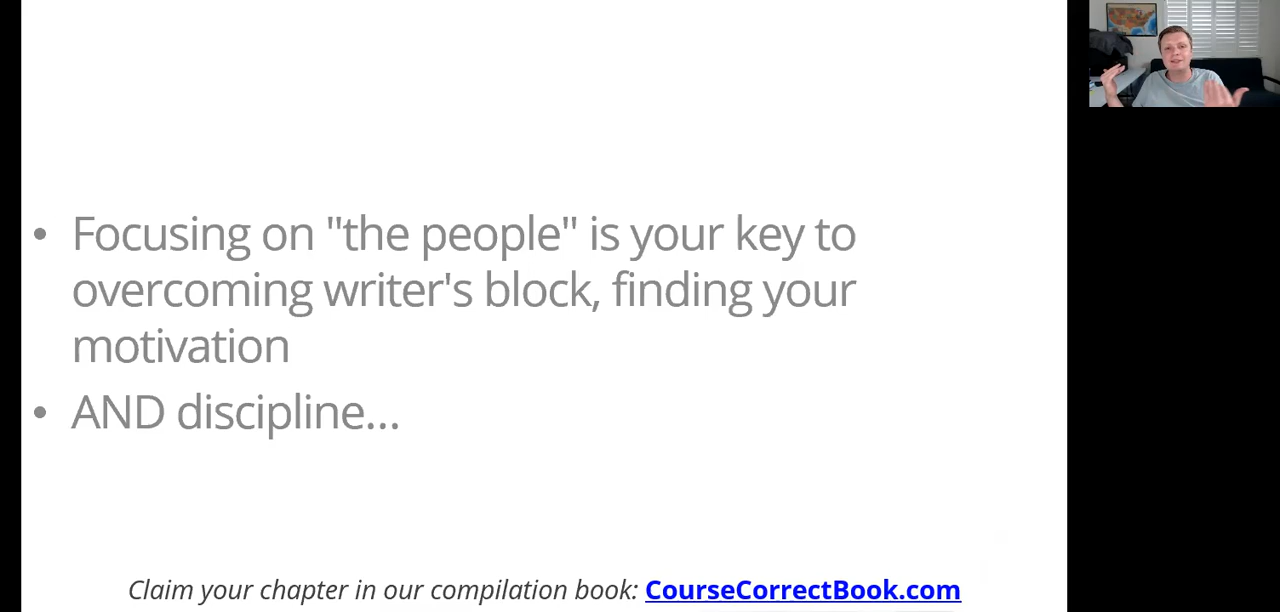 • Focusing on "the people" is your key to
overcoming writer's block, finding your
motivation
• AND discipline...
Claim your chapter in our compilation book: CourseCorrectBook.com